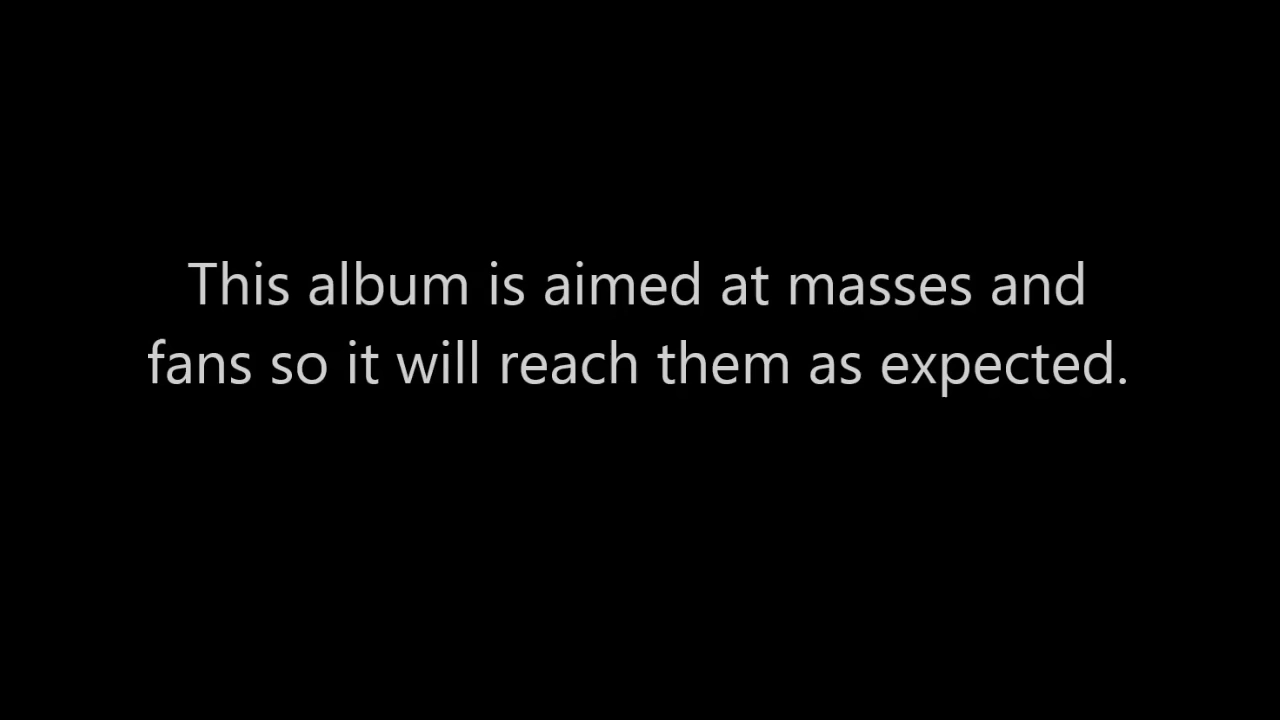 This album is aimed at masses and
fans so it will reach them as expected.